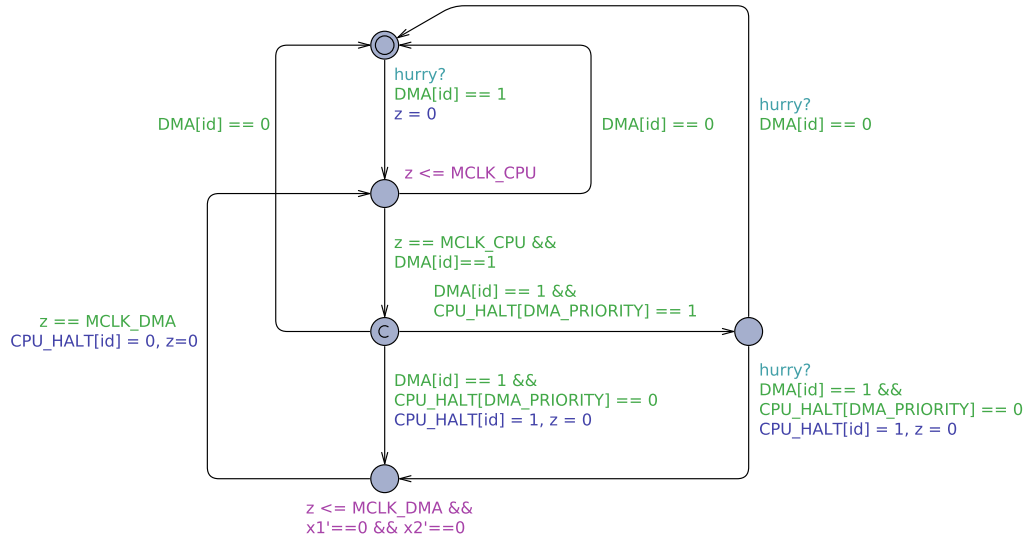 hurry?
DMA[id] == 1
z = 0
hurry?
DMA[id] == 0
DMA[id] == 0
DMA[id] == 0
z <= MCLK_CPU
z == MCLK_CPU &&
DMA[id]==1
DMA[id] == 1 &&
CPU_HALT[DMA_PRIORITY] == 1
z == MCLK_DMA
CPU_HALT[id] = 0, z=0
C
DMA[id] == 1 &&
CPU_HALT[DMA_PRIORITY] == 0
CPU_HALT[id] = 1, z = 0
hurry?
DMA[id] == 1 &&
CPU_HALT[DMA_PRIORITY] == 0
CPU_HALT[id] = 1, z = 0
z <= MCLK_DMA &&
x1'==0 && x2'==0